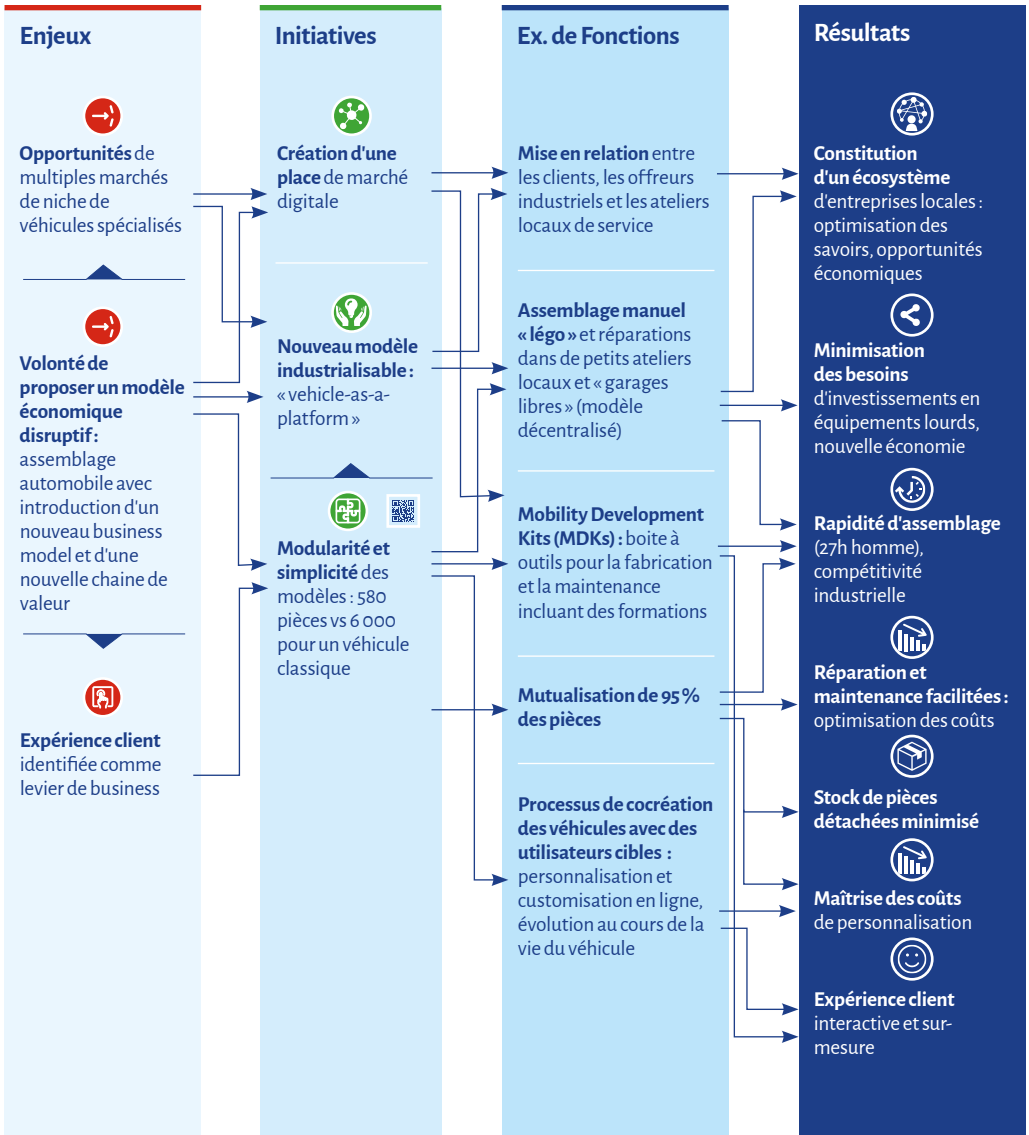 Enjeux
Opportunités de
multiples marchés
de niche de
véhicules spécialisés
Volonté de
proposer un modèle
économique
disruptif :
assemblage
automobile avec
introduction d'un
nouveau business
model et d'une
nouvelle chaine de
valeur
Expérience client
identifiée comme
levier de business
Initiatives
Création d'une
place de marché
digitale
Nouveau modèle
industrialisable :
« vehicle-as-a-
platform »
Modularité et
simplicité des
modèles : 580
pièces vs 6 000
pour un véhicule
classique
Ex. de Fonctions
Mise en relation entre
les clients, les offreurs
industriels et les ateliers
locaux de service
Assemblage manuel
« légo » et réparations
dans de petits ateliers
locaux et « garages
libres » (modèle
décentralisé)
Mobility Development
Kits (MDKs) : boite à
outils pour la fabrication
et la maintenance
incluant des formations
Mutualisation de 95 %
des pièces
Processus de cocréation
des véhicules avec des
utilisateurs cibles :
personnalisation et
customisation en ligne,
évolution au cours de la
vie du véhicule
Résultats
Constitution
d'un écosystème
d'entreprises locales :
optimisation des
savoirs, opportunités
économiques
Minimisation
des besoins
d'investissements en
équipements lourds,
nouvelle économie
Rapidité d'assemblage
(27h homme),
compétitivité
industrielle
Réparation et
maintenance facilitées :
optimisation des coûts
Stock de pièces
détachées minimisé
Maîtrise des coûts
de personnalisation
Expérience client
interactive et sur-
mesure